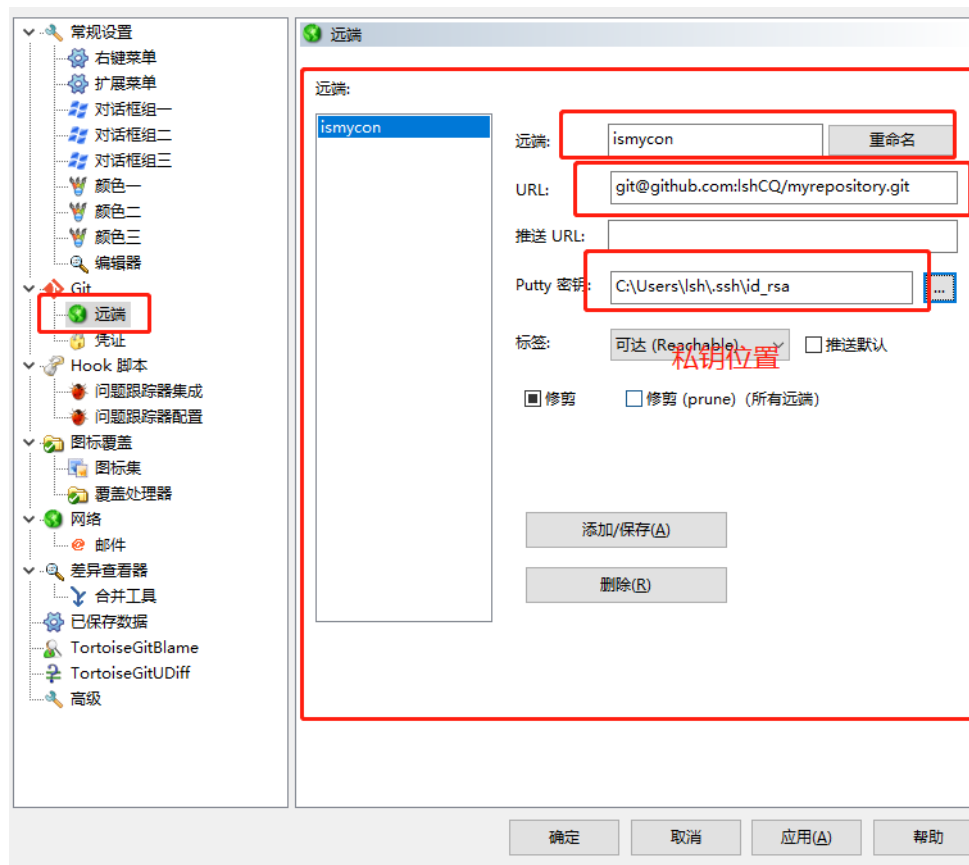 常规设置
右键菜单
扩展菜单
对话框组一
对话框组二
对话框组三
颜色一
颜色二
颜色三
编辑器
Git
远端
凭证
Hook 脚本
问题跟踪器集成
问题跟踪器配置
图标覆盖
图标集
覆盖处理器
网络
邮件
差异查看器
合并工具
已保存数据
TortoiseGitBlame
TortoiseGitUDiff
高级
远端
远端:
ismycon
远端: ismycon 重命名
URL: git@github.com:lshCQ/myrepository.git
推送 URL:
Putty 密钥: C:\Users\lsh\.ssh\id_rsa ...
标签: 可达 (Reachable) 推送默认
私钥位置
修剪 修剪 (prune) (所有远端)
添加/保存(A)
删除(R)
确定 取消 应用(A) 帮助